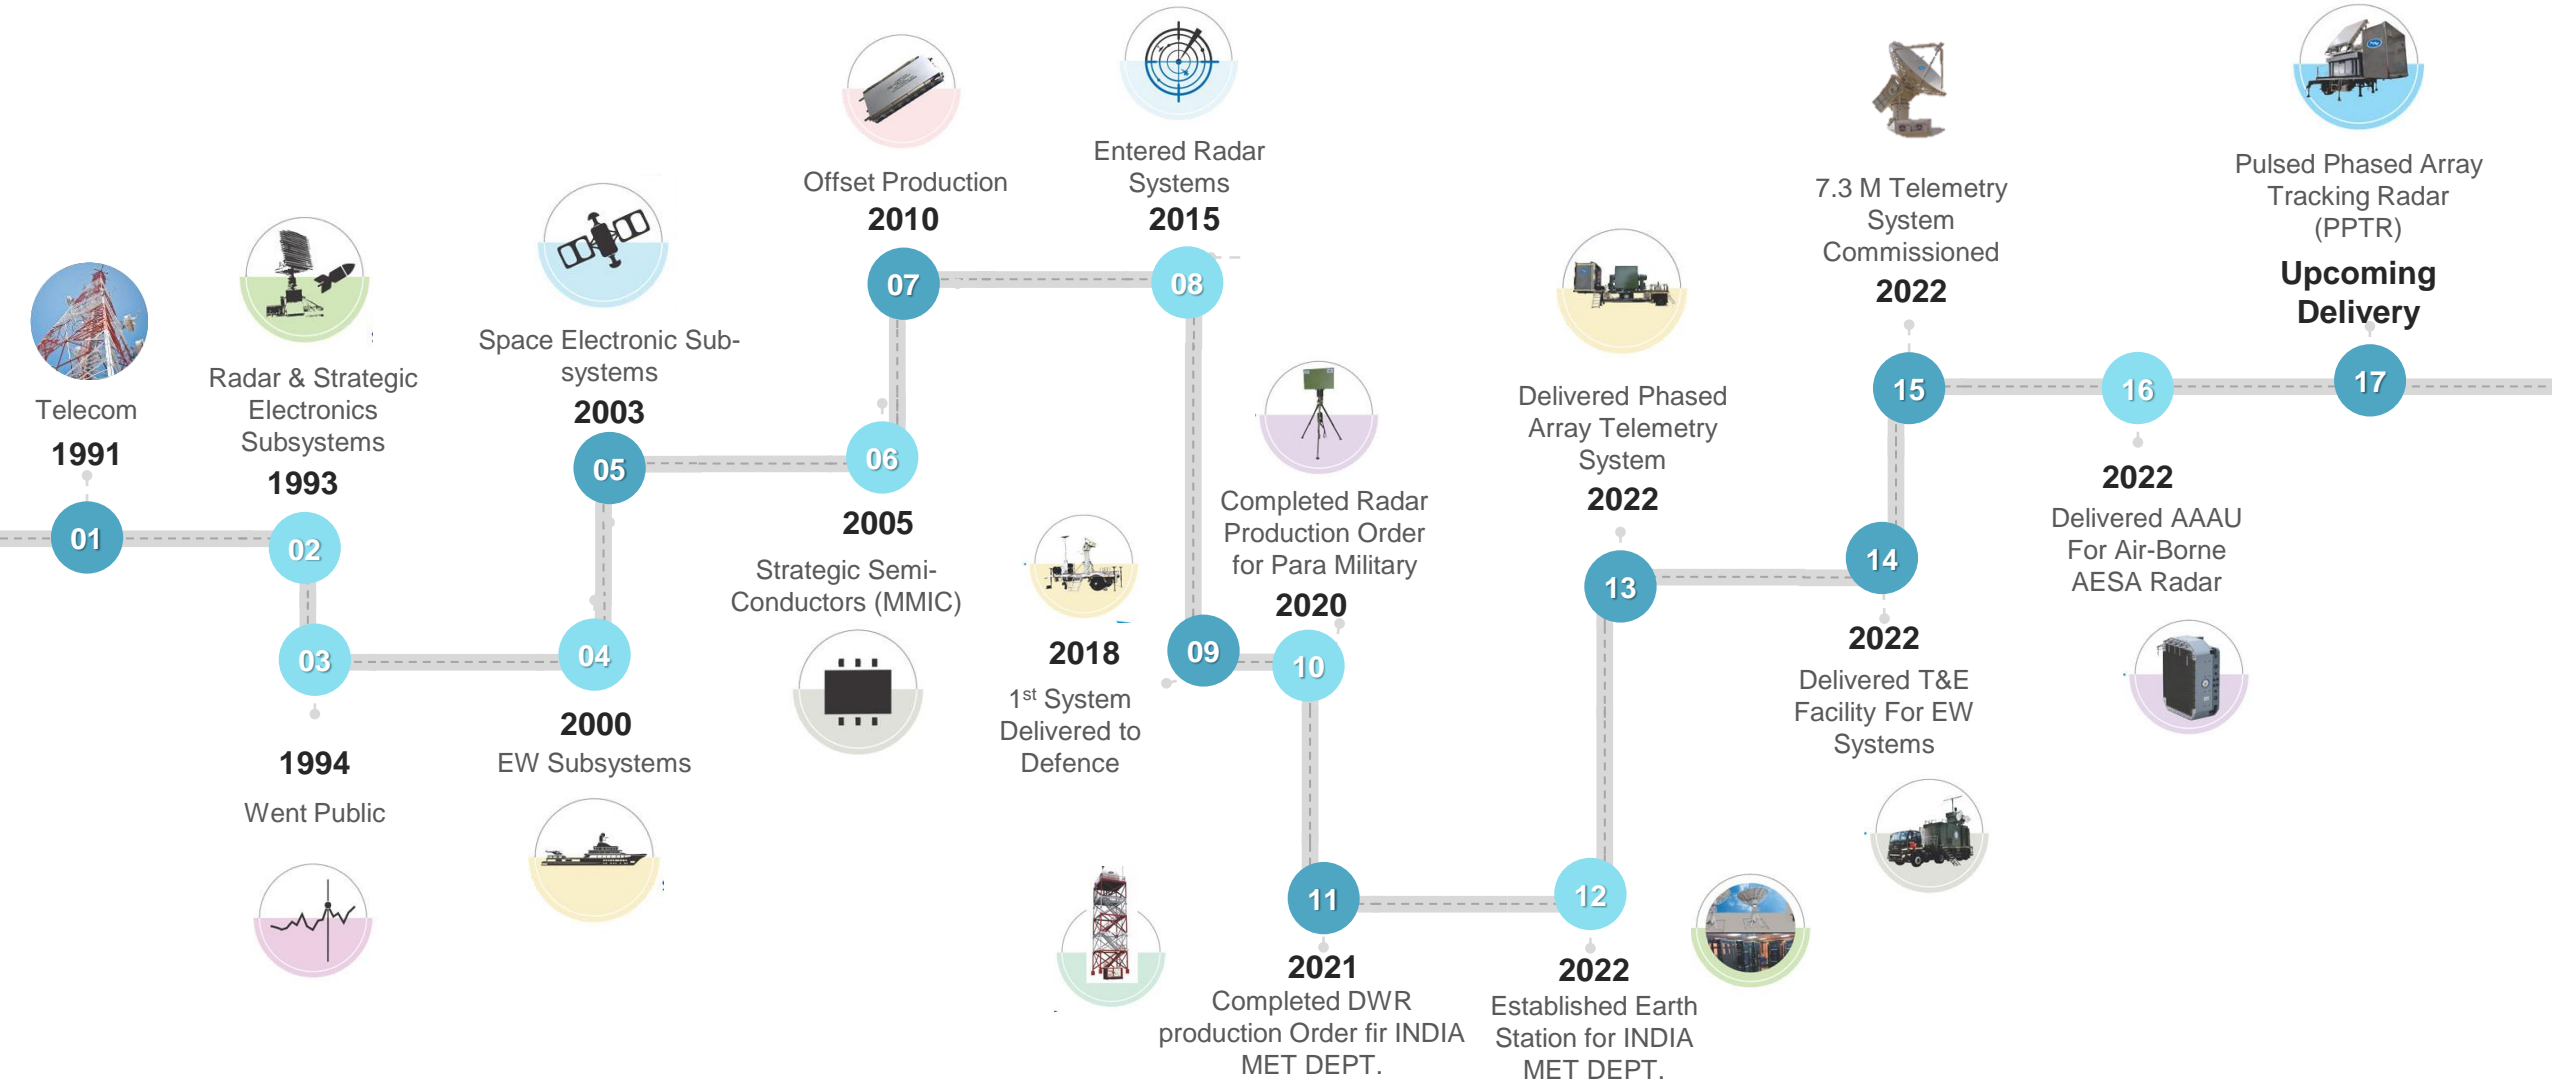 Telecom
1991
01
Radar & Strategic
Electronics
Subsystems
1993
02
03
1994
Went Public
04
2000
EW Subsystems
Space Electronic Sub-
systems
2003
05
06
2005
Strategic Semi-
Conductors (MMIC)
Offset Production
2010
07
Entered Radar
Systems
2015
08
09
2018
1st System
Delivered to
Defence
Completed Radar
Production Order
for Para Military
2020
10
11
2021
Completed DWR
production Order fir INDIA
MET DEPT.
12
2022
Established Earth
Station for INDIA
MET DEPT.
Delivered Phased
Array Telemetry
System
2022
13
14
2022
Delivered T&E
Facility For EW
Systems
7.3 M Telemetry
System
Commissioned
2022
15
16
2022
Delivered AAAU
For Air-Borne
AESA Radar
Pulsed Phased Array
Tracking Radar
(PPTR)
Upcoming
Delivery
17